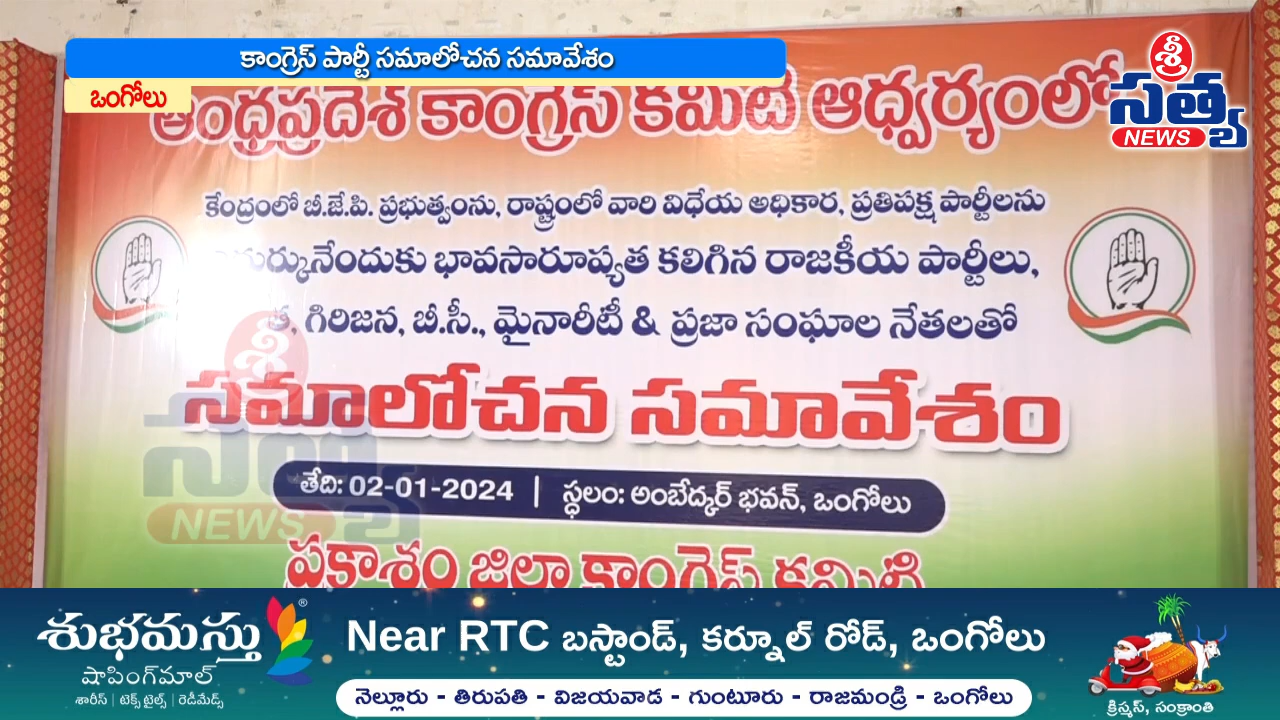 కాంగ్రెస్ పార్టీ సమాలోచన సమావేశం
ఒంగోలు
శ్రీ
సత్య
NEWS
ఆంధ్రప్రదేశ్ కాంగ్రెస్ కమిటీ ఆధ్వర్యంలో
కేంద్రంలో బీ.జే.పి. ప్రభుత్వంను, రాష్ట్రంలో వారి విధేయ అధికార, ప్రతిపక్ష పార్టీలను
భావసారూప్యత కలిగిన రాజకీయ పార్టీలు,
గిరిజన, బీ.సీ., మైనారీటీ & ప్రజా సంఘాల నేతలతో
సమాలోచన సమావేశం
తేది: 02-01-2024 | స్థలం: అంబేద్కర్ భవన్, ఒంగోలు
శ్రీ
సత్య
NEWS
ప్రకాశం జిల్లా కాంగ్రెస్ కమిటి
శుభమస్తు ®
షాపింగ్‌మాల్
శారీస్ | టెక్స్‌టైల్స్ | రెడీమేడ్స్
Near RTC బస్టాండ్, కర్నూల్ రోడ్, ఒంగోలు
నెల్లూరు - తిరుపతి - విజయవాడ - గుంటూరు - రాజమండ్రి - ఒంగోలు
క్రిస్మస్, సంక్రాంతి